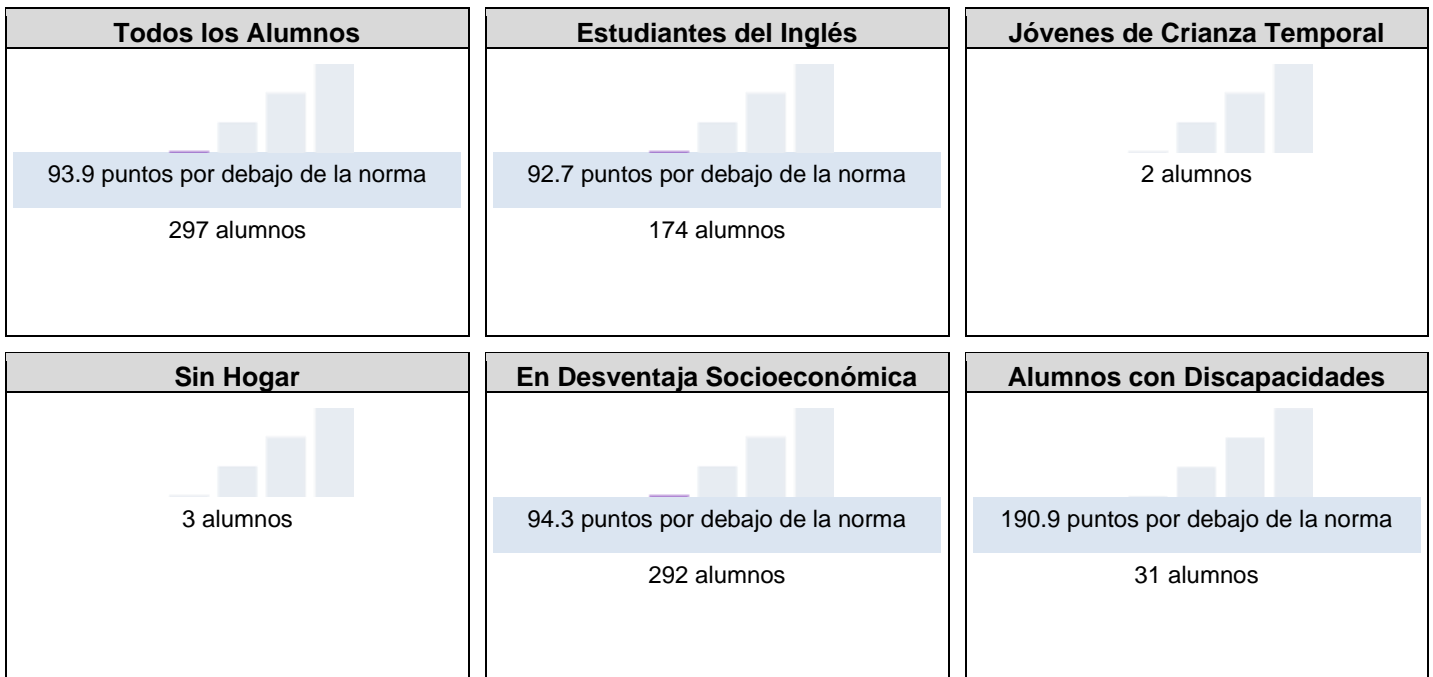 Todos los Alumnos
93.9 puntos por debajo de la norma
297 alumnos
Estudiantes del Inglés
92.7 puntos por debajo de la norma
174 alumnos
Jóvenes de Crianza Temporal
2 alumnos
Sin Hogar
3 alumnos
En Desventaja Socioeconómica
94.3 puntos por debajo de la norma
292 alumnos
Alumnos con Discapacidades
190.9 puntos por debajo de la norma
31 alumnos